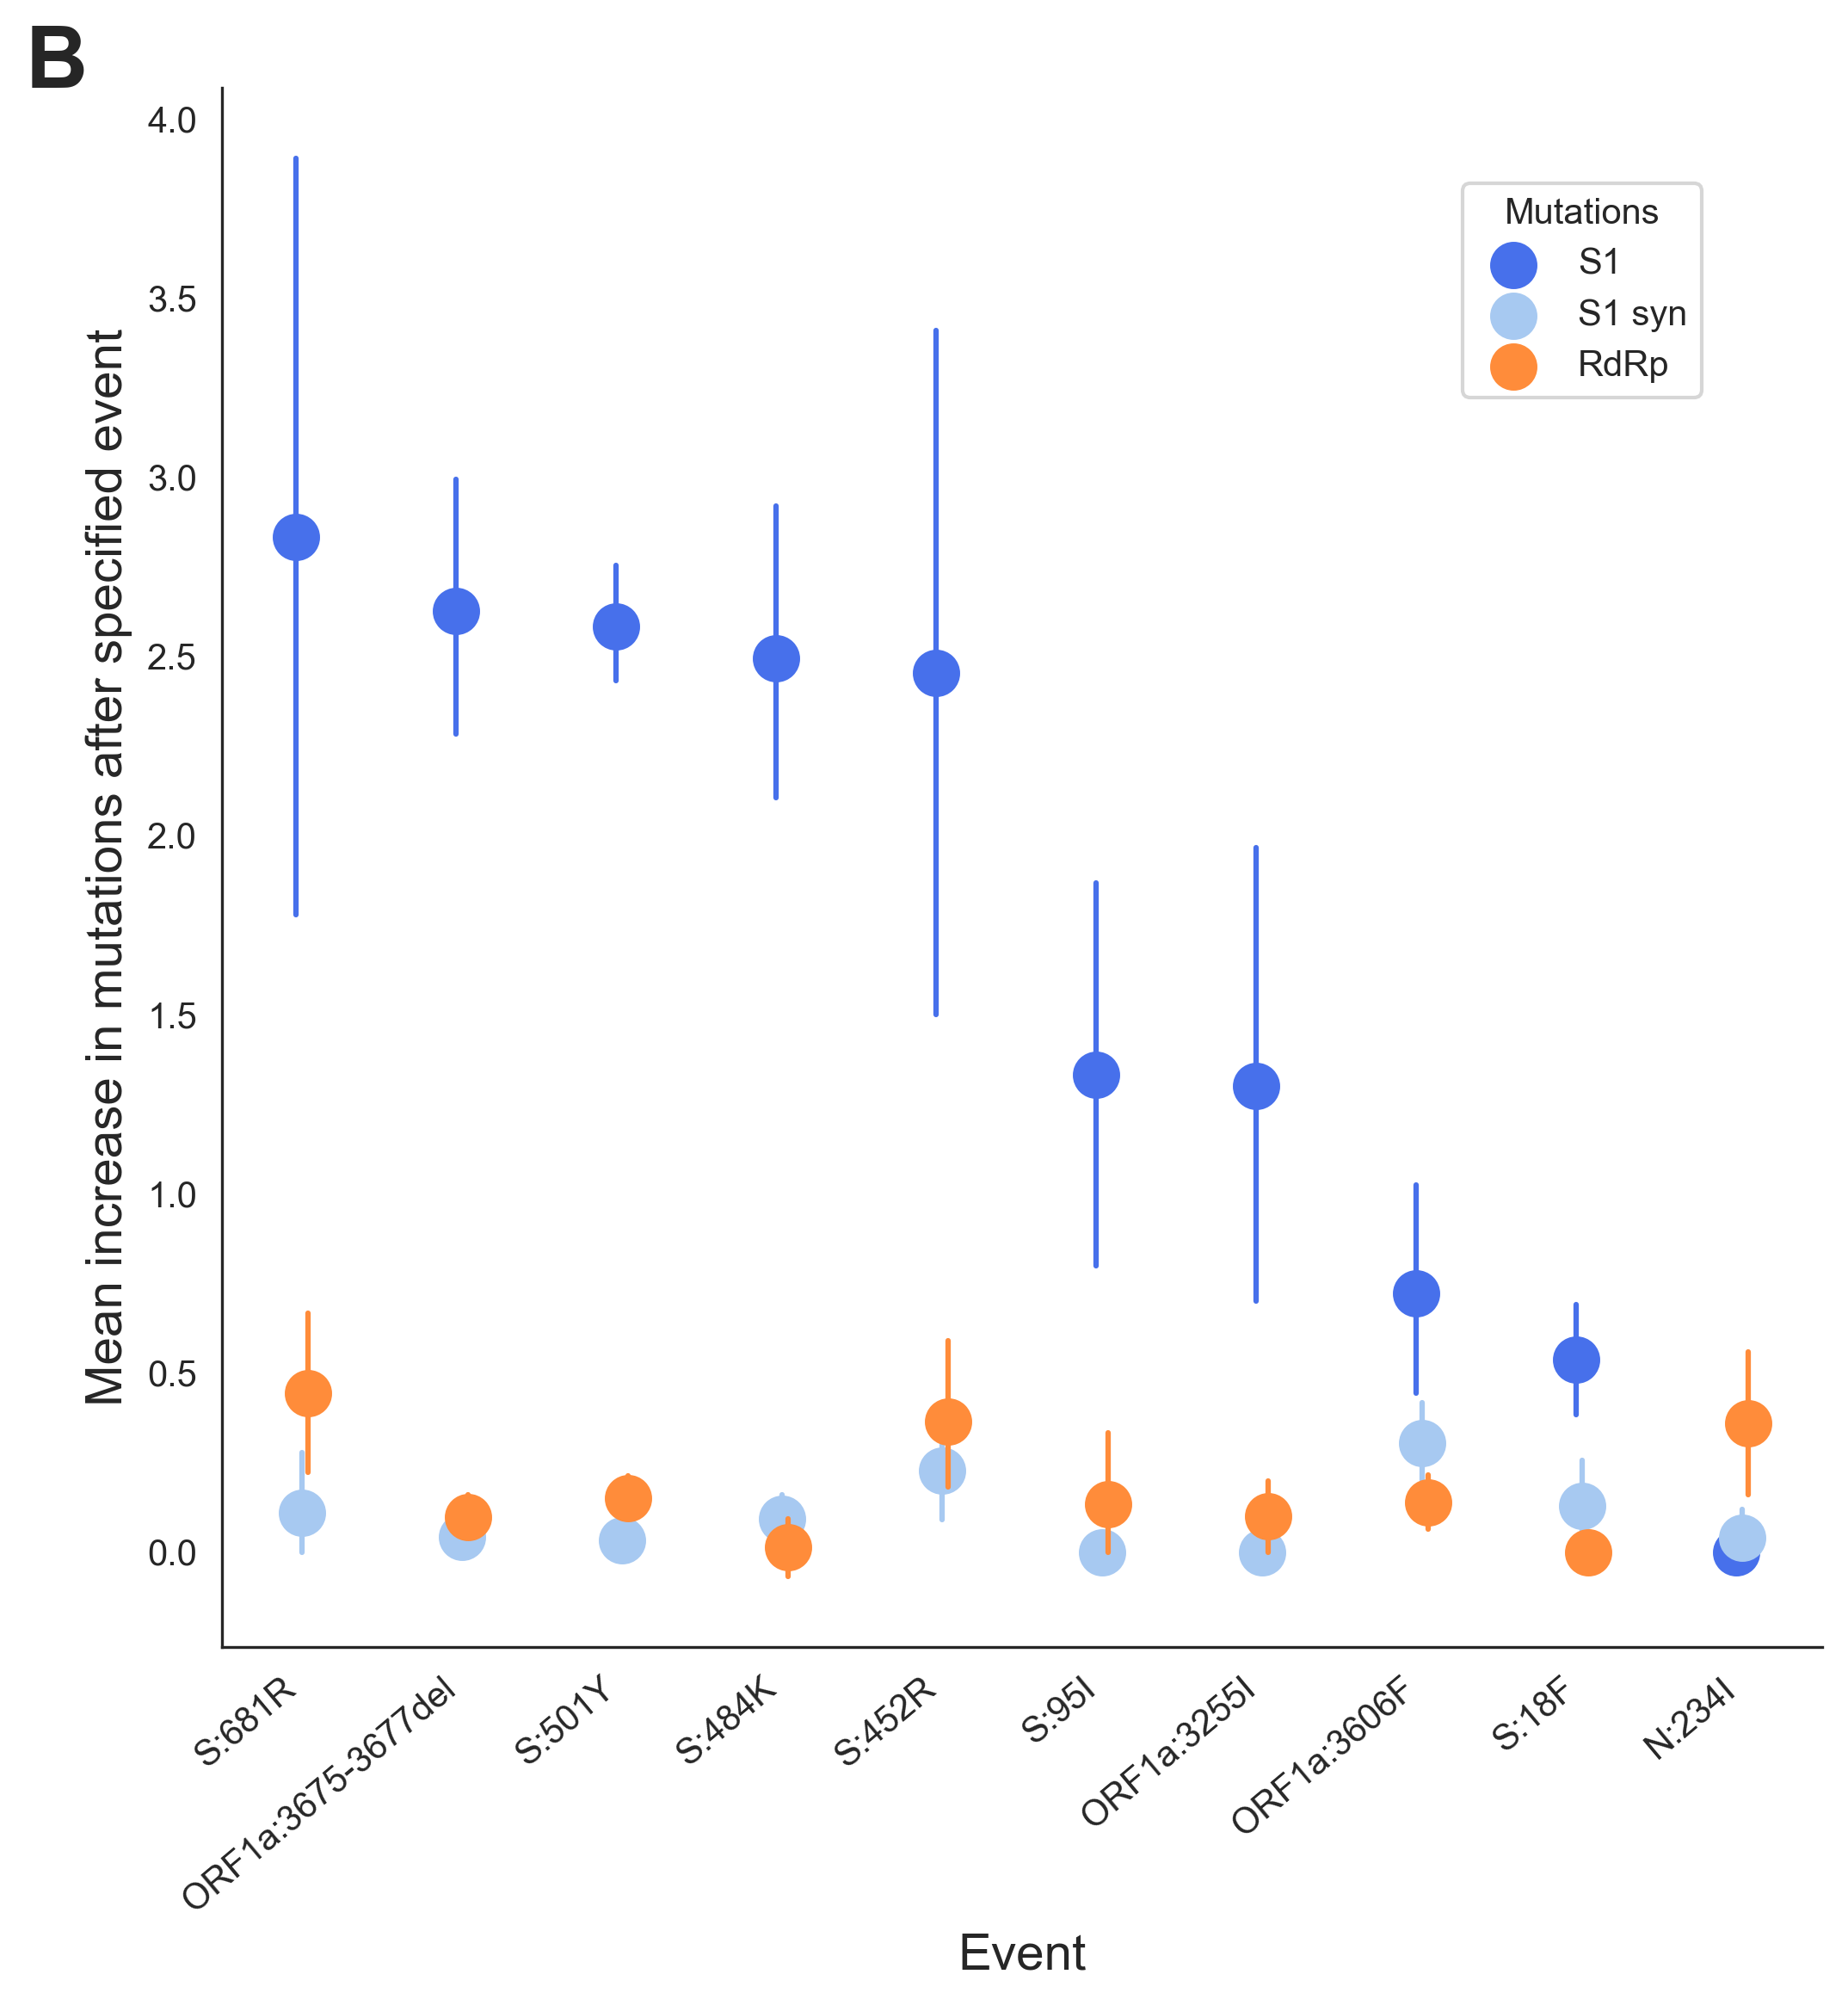 B
Mean increase in mutations after specified event
4.0
3.5
3.0
2.5
2.0
1.5
1.0
0.5
0.0
Mutations
S1
S1 syn
RdRp
S:681R
ORF1a:3675-3677del
S:501Y
S:484K
S:452R
S:95I
ORF1a:3255I
ORF1a:3606F
S:18F
N:234I
Event